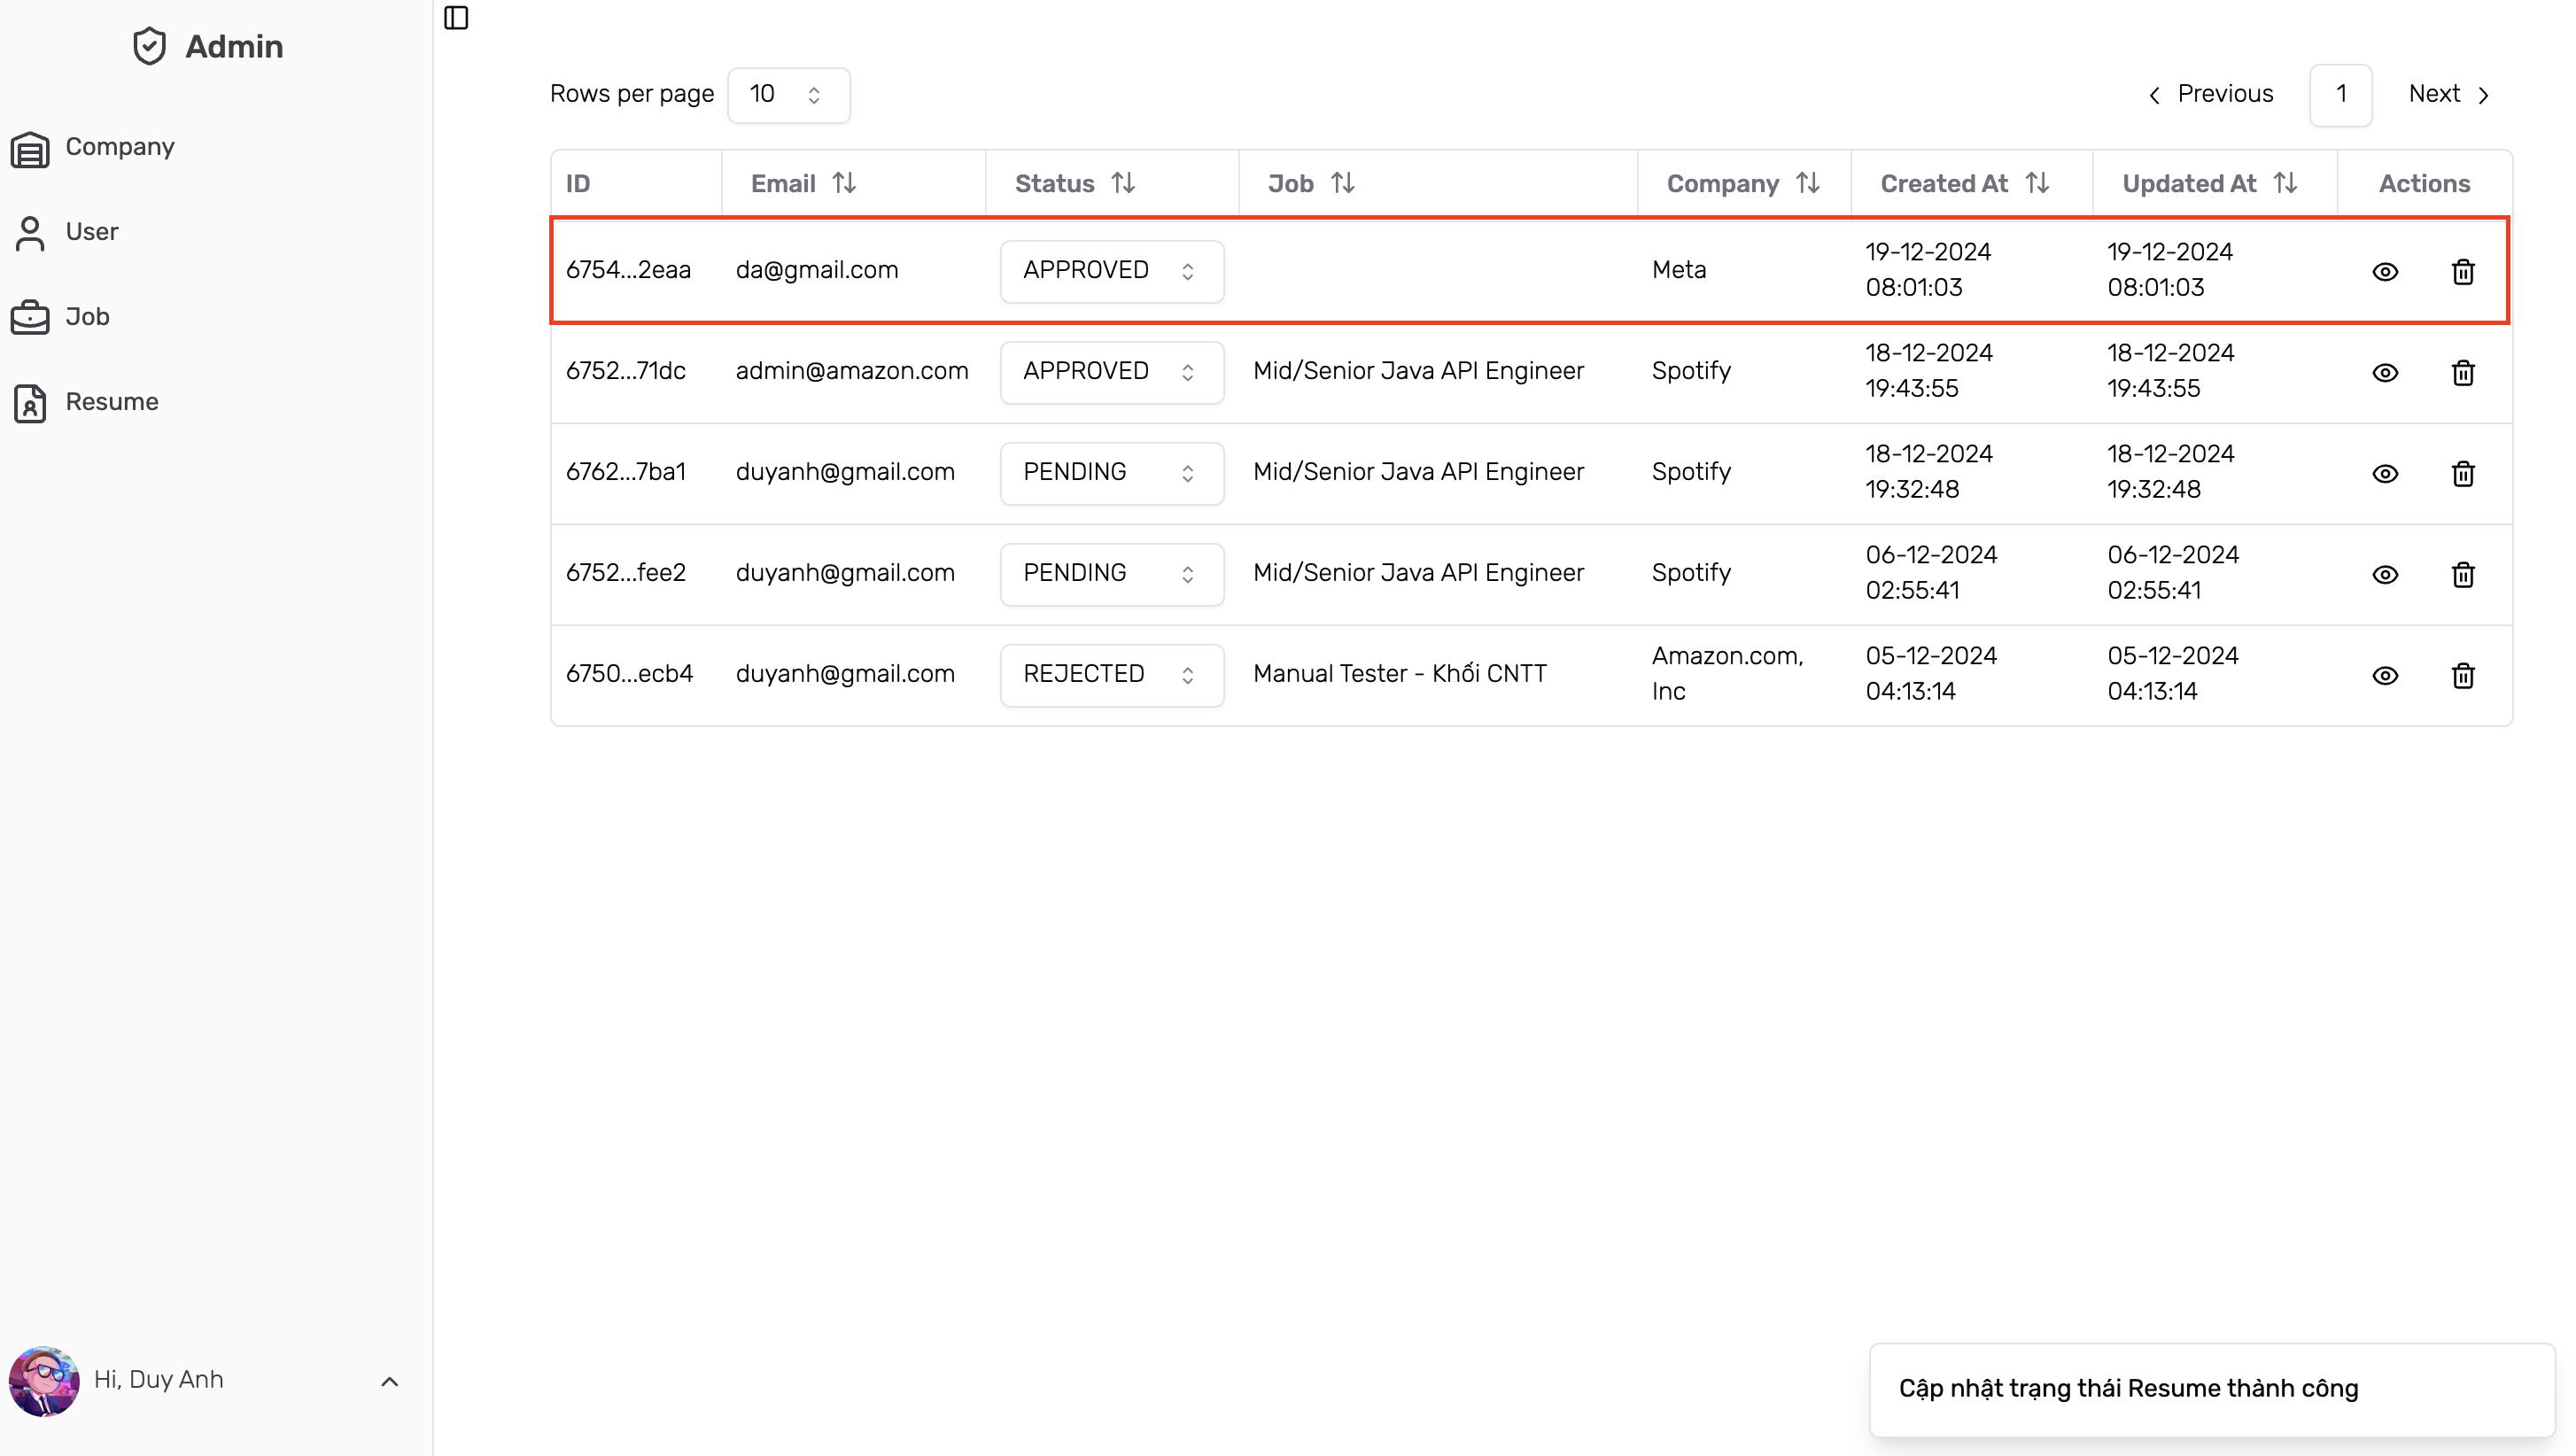 Admin
Company
User
Job
Resume
Hi, Duy Anh
Rows per page 10
Previous 1 Next
ID Email Status Job Company Created At Updated At Actions
6754...2eaa da@gmail.com APPROVED Meta 19-12-2024 08:01:03 19-12-2024 08:01:03
6752...71dc admin@amazon.com APPROVED Mid/Senior Java API Engineer Spotify 18-12-2024 19:43:55 18-12-2024 19:43:55
6762...7ba1 duyanh@gmail.com PENDING Mid/Senior Java API Engineer Spotify 18-12-2024 19:32:48 18-12-2024 19:32:48
6752...fee2 duyanh@gmail.com PENDING Mid/Senior Java API Engineer Spotify 06-12-2024 02:55:41 06-12-2024 02:55:41
6750...ecb4 duyanh@gmail.com REJECTED Manual Tester - Khối CNTT Amazon.com, Inc 05-12-2024 04:13:14 05-12-2024 04:13:14
Cập nhật trạng thái Resume thành công